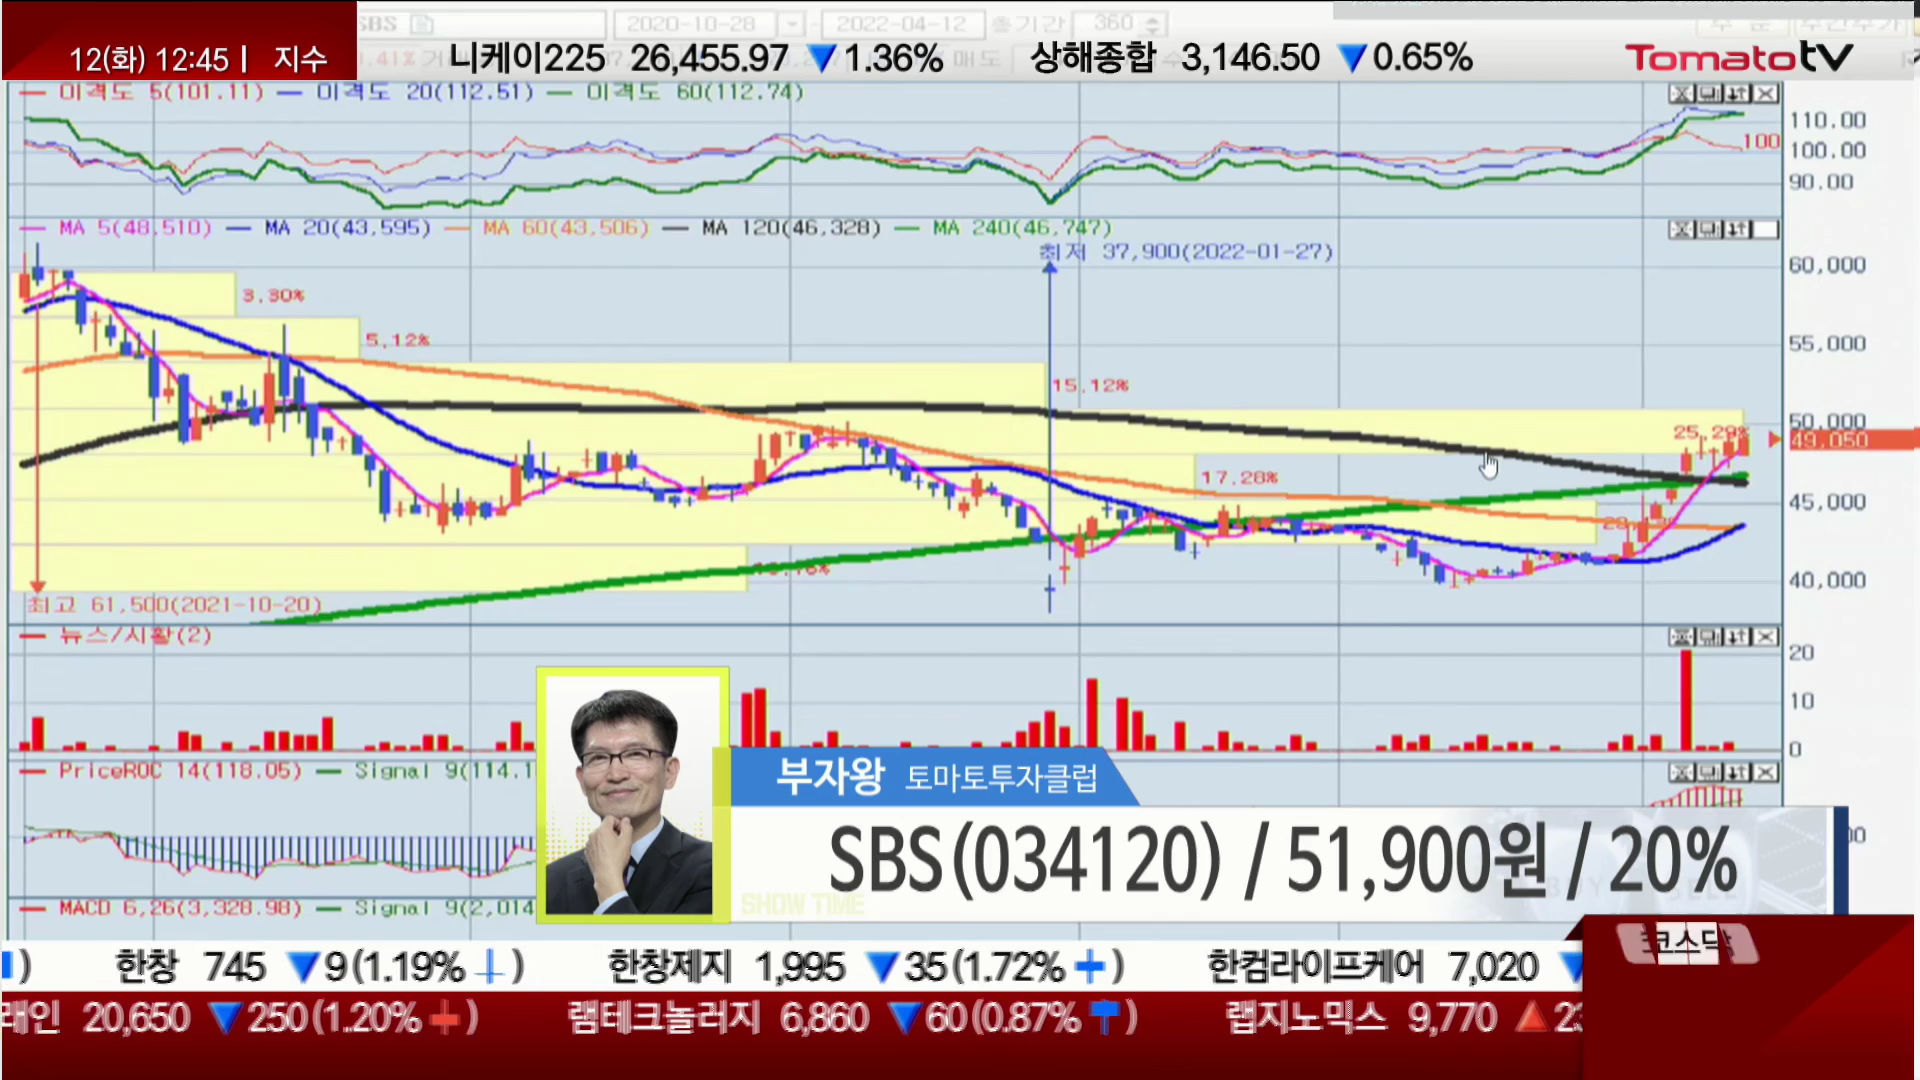 SBS 2020-10-28 2022-04-12 총기간 360
12(화) 12:45 지수 니케이225 26,455.97 ▼1.36% 상해종합 3,146.50 ▼0.65% Tomatotv
이격도 5(101.11) 이격도 20(112.51) 이격도 60(112.74)
110.00
100
100.00
90.00
MA 5(48,510) MA 20(43,595) MA 60(43,506) MA 120(46,328) MA 240(46,747)
최저 37,900(2022-01-27)
60,000
3.30%
5.12%
55,000
15.12%
50,000
25.29%
49,050
17.28%
45,000
40,000
최고 61,500(2021-10-20)
뉴스/시황(2)
20
10
0
PriceROC 14(118.05) Signal 9(114.1
부자왕 토마토투자클럽
SBS(034120) / 51,900원 / 20%
SHOW TIME
MACD 6,26(3,328.98) Signal 9(2,014
) 한창 745 ▼9(1.19% ) 한창제지 1,995 ▼35(1.72% ) 한컴라이프케어 7,020 ▼
코스닥
래인 20,650 ▼250(1.20% ) 램테크놀러지 6,860 ▼60(0.87% ) 랩지노믹스 9,770 ▲23